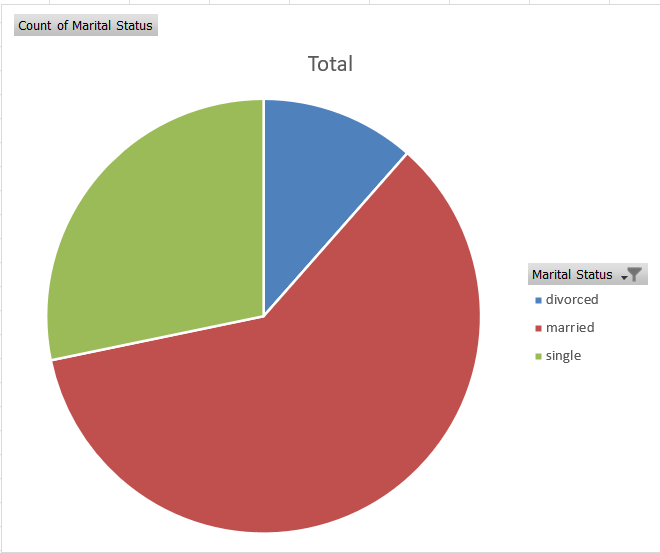 Count of Marital Status
Total
Marital Status
divorced
married
single